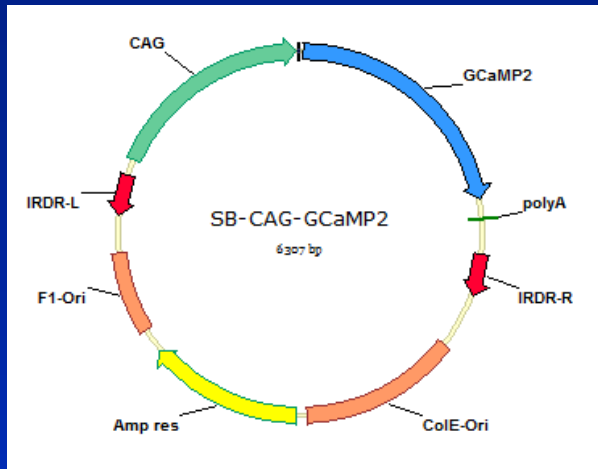 CAG
GCaMP2
IRDR-L
polyA
SB-CAG-GCaMP2
6307 bp
F1-Ori
IRDR-R
Amp res
ColE-Ori